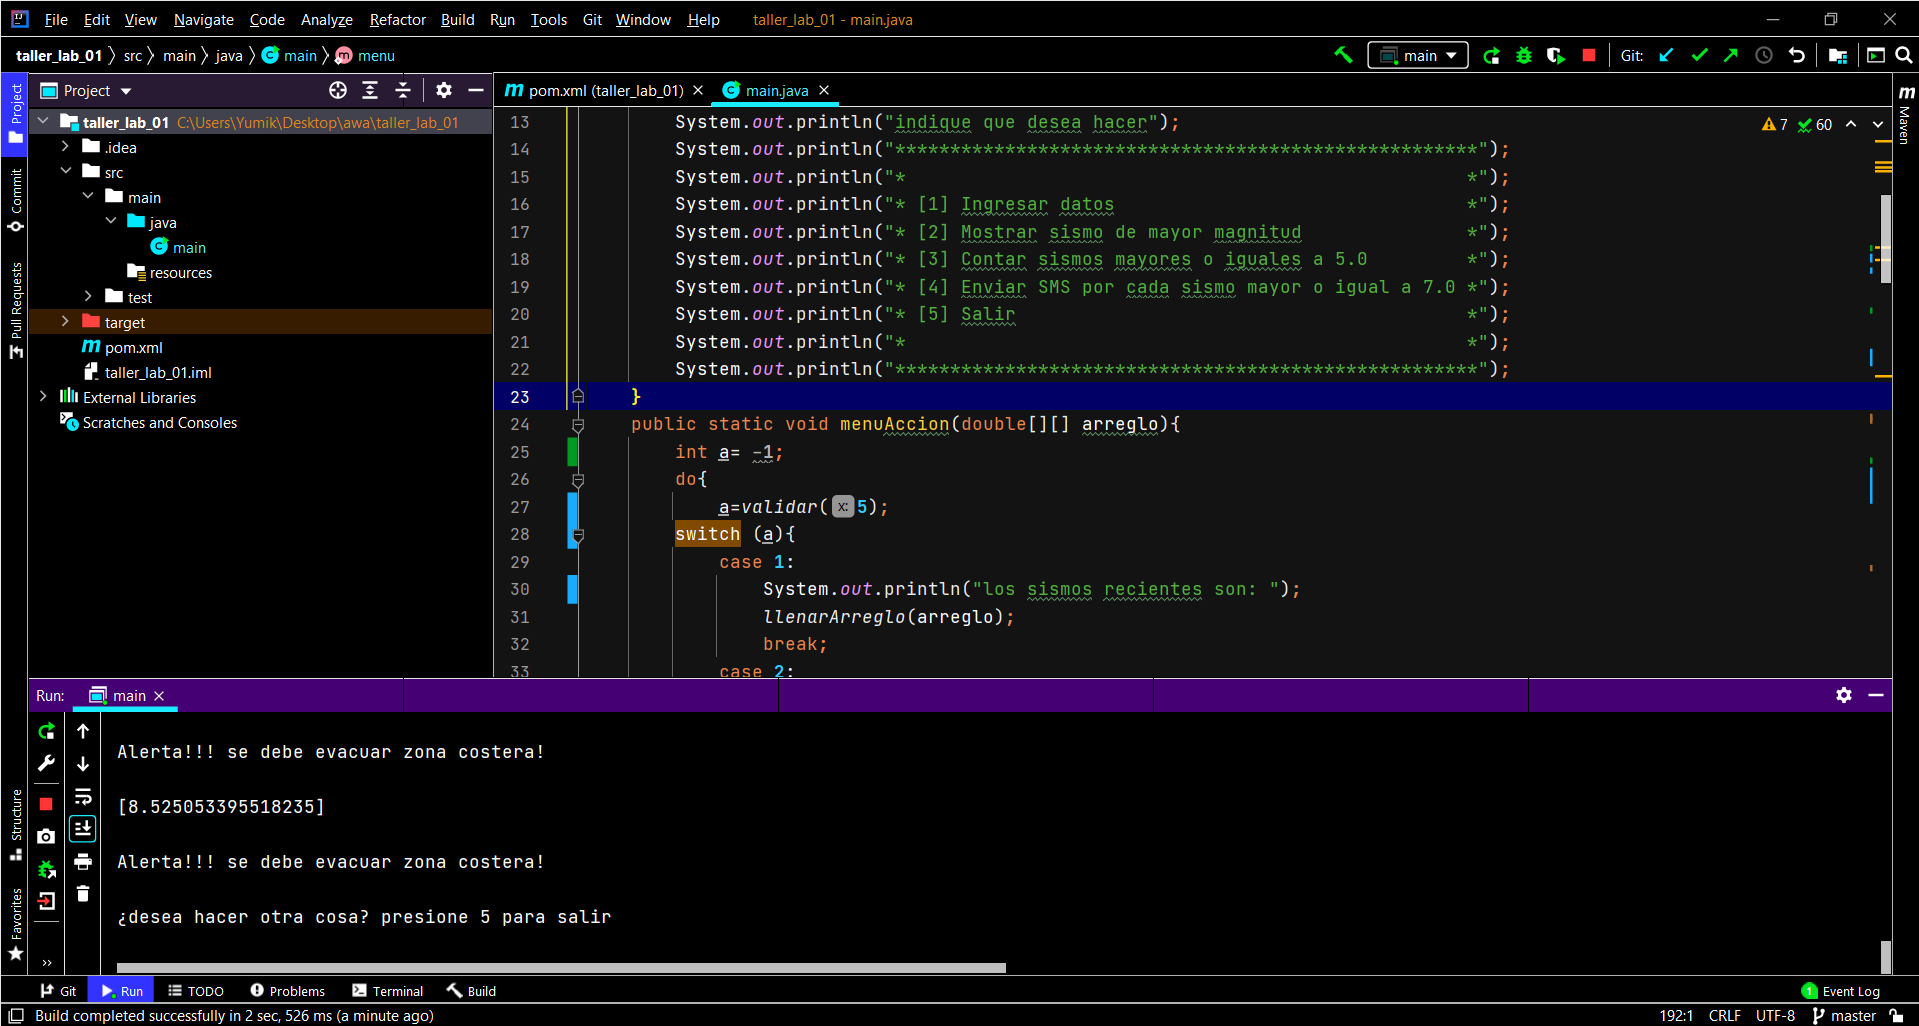 File Edit View Navigate Code Analyze Refactor Build Run Tools Git Window Help taller_lab_01 - main.java
taller_lab_01 〉 src 〉 main 〉 java 〉 main 〉 menu main Git:
Project
pom.xml (taller_lab_01) main.java
taller_lab_01 C:\Users\Yumik\Desktop\awa\taller_lab_01
.idea
src
main
java
main
resources
test
target
pom.xml
taller_lab_01.iml
External Libraries
Scratches and Consoles
Project
Commit
Pull Requests
Structure
Favorites
Maven
7 60
13 System.out.println("indique que desea hacer");
14 System.out.println("*****************************************************");
15 System.out.println("*                                                   *");
16 System.out.println("* [1] Ingresar datos                                *");
17 System.out.println("* [2] Mostrar sismo de mayor magnitud               *");
18 System.out.println("* [3] Contar sismos mayores o iguales a 5.0         *");
19 System.out.println("* [4] Enviar SMS por cada sismo mayor o igual a 7.0 *");
20 System.out.println("* [5] Salir                                         *");
21 System.out.println("*                                                   *");
22 System.out.println("*****************************************************");
23 }
24 public static void menuAccion(double[][] arreglo){
25 int a= -1;
26 do{
27 a=validar( x: 5);
28 switch (a){
29 case 1:
30 System.out.println("los sismos recientes son: ");
31 llenarArreglo(arreglo);
32 break;
33 case 2:
Run: main
Alerta!!! se debe evacuar zona costera!
[8.525053395518235]
Alerta!!! se debe evacuar zona costera!
¿desea hacer otra cosa? presione 5 para salir
Git Run TODO Problems Terminal Build 1 Event Log
Build completed successfully in 2 sec, 526 ms (a minute ago) 192:1 CRLF UTF-8 master